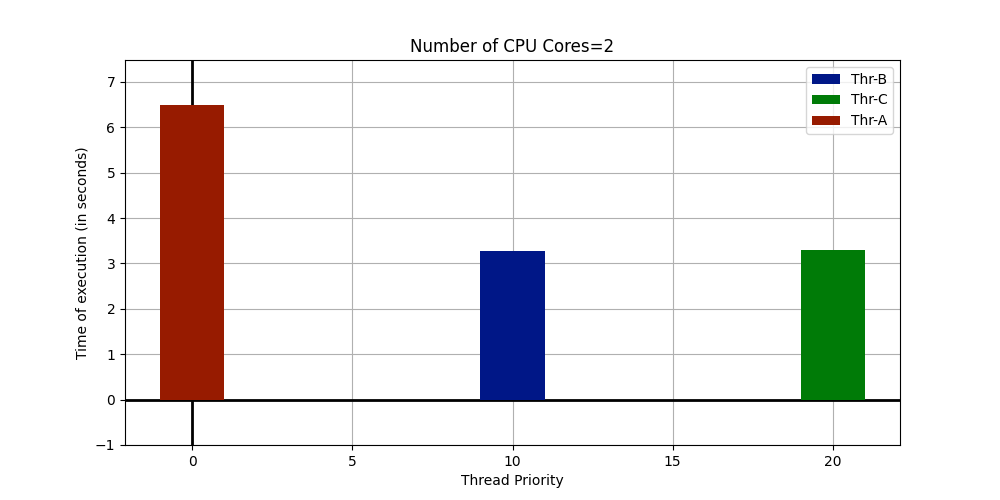 Number of CPU Cores=2
Thr-B
Thr-C
Thr-A
Time of execution (in seconds)
7
6
5
4
3
2
1
0
−1
0 5 10 15 20
Thread Priority